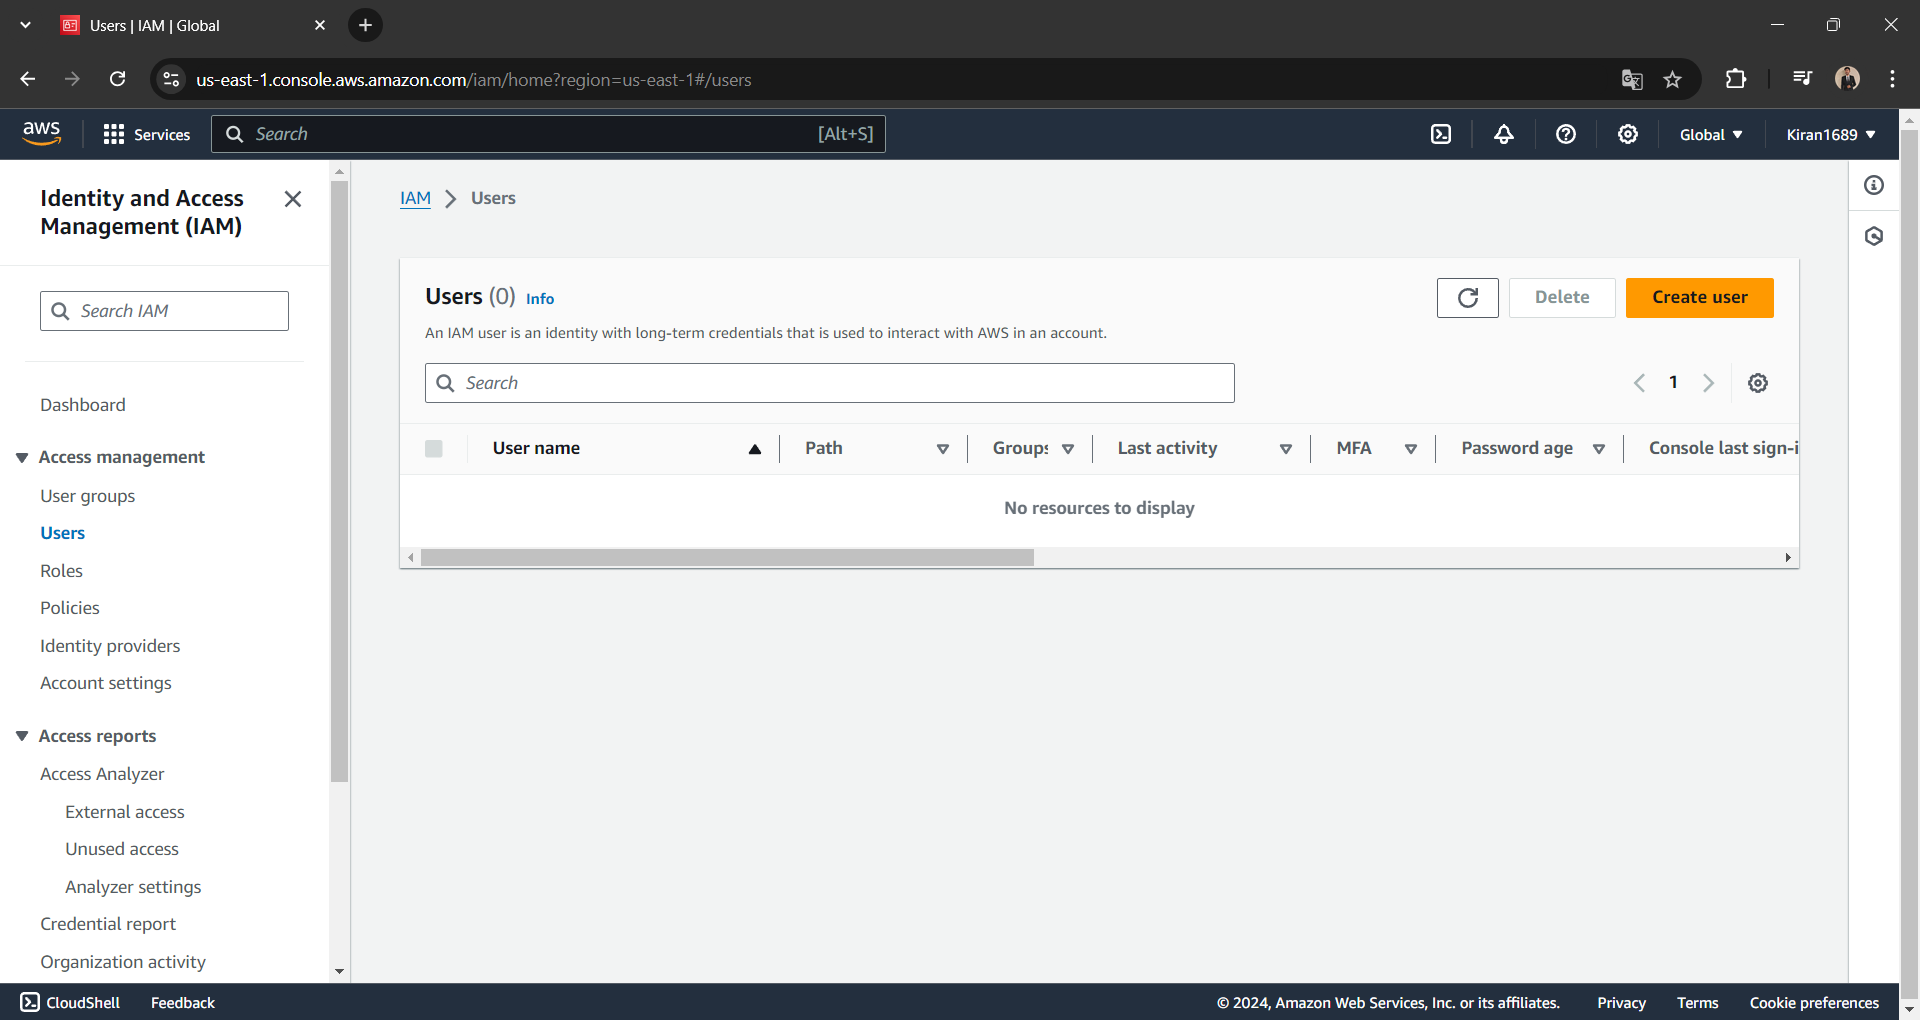 Users | IAM | Global
us-east-1.console.aws.amazon.com/iam/home?region=us-east-1#/users
aws
Services
Search
[Alt+S]
Global
Kiran1689
Identity and Access
Management (IAM)
Search IAM
Dashboard
Access management
User groups
Users
Roles
Policies
Identity providers
Account settings
Access reports
Access Analyzer
External access
Unused access
Analyzer settings
Credential report
Organization activity
IAM > Users
Users (0) Info
Delete
Create user
An IAM user is an identity with long-term credentials that is used to interact with AWS in an account.
Search
1
User name
Path
Groups
Last activity
MFA
Password age
Console last sign-i
No resources to display
CloudShell
Feedback
© 2024, Amazon Web Services, Inc. or its affiliates.
Privacy
Terms
Cookie preferences